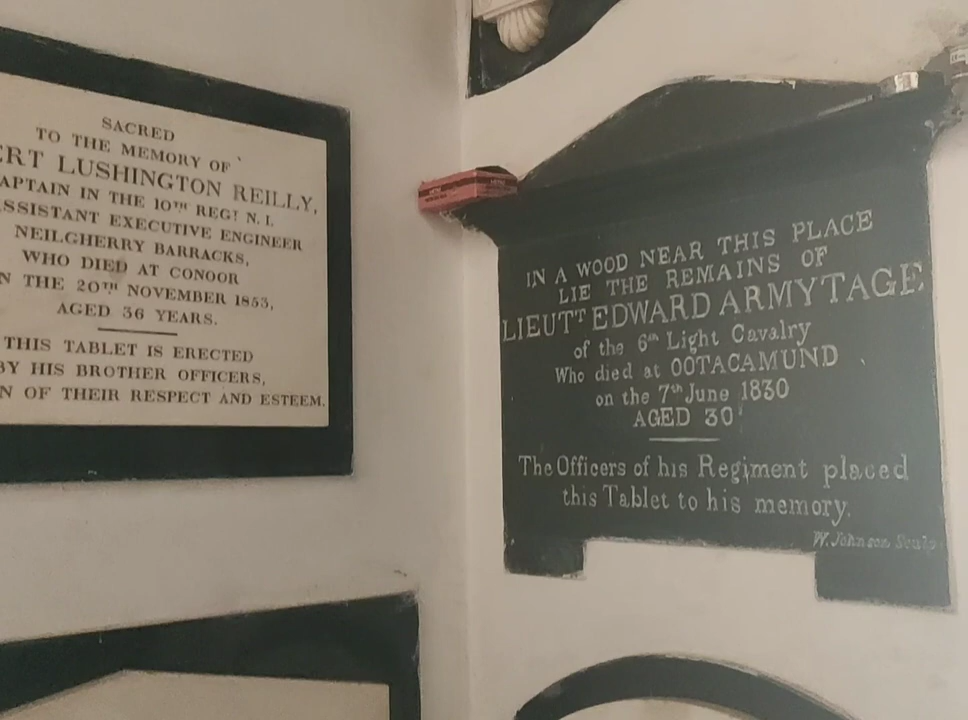 SACRED
TO THE MEMORY OF
ERT LUSHINGTON REILLY,
APTAIN IN THE 10TH REGT N. I.
ASSISTANT EXECUTIVE ENGINEER
NEILGHERRY BARRACKS,
WHO DIED AT CONOOR
N THE 20TH NOVEMBER 1853,
AGED 36 YEARS.
THIS TABLET IS ERECTED
BY HIS BROTHER OFFICERS,
N OF THEIR RESPECT AND ESTEEM.
IN A WOOD NEAR THIS PLACE
LIE THE REMAINS OF
LIEUTT EDWARD ARMYTAGE
of the 6th Light Cavalry
Who died at OOTACAMUND
on the 7th June 1830
AGED 30
The Officers of his Regiment placed
this Tablet to his memory.
W. Johnson Sculp